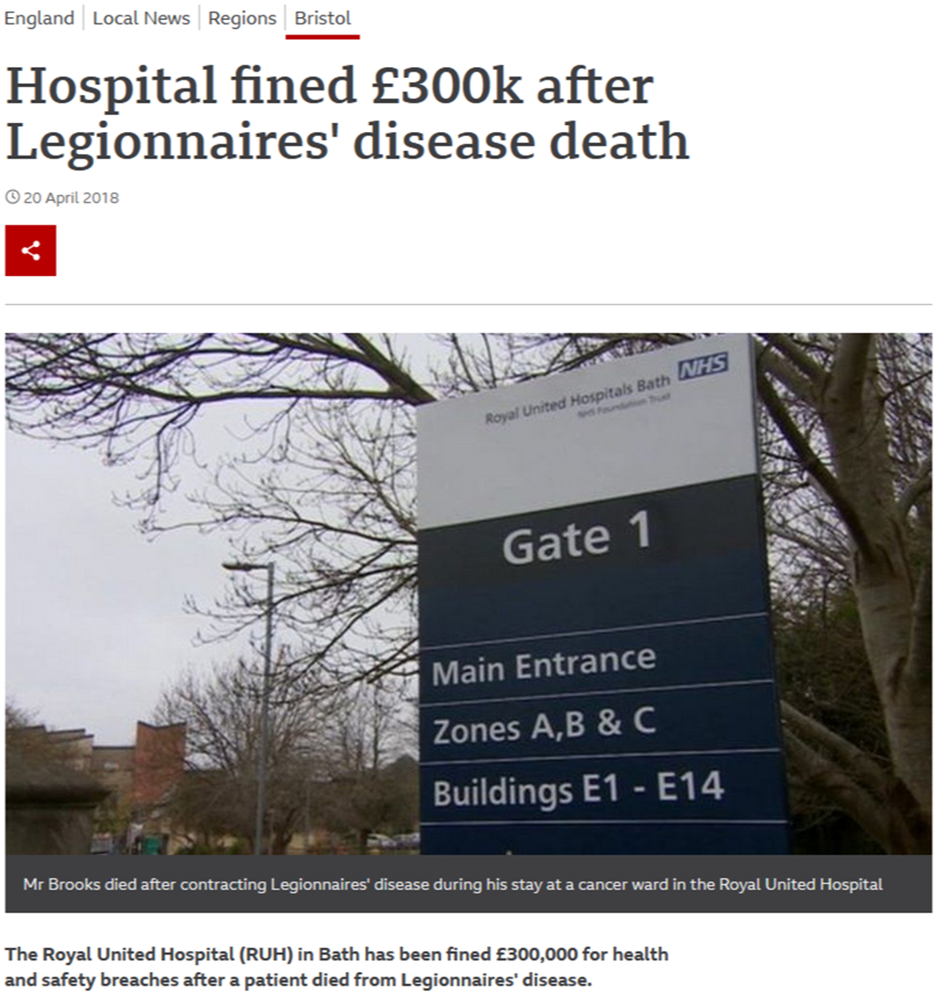 England Local News Regions Bristol
Hospital fined £300k after
Legionnaires' disease death
20 April 2018
Royal United Hospitals Bath NHS
NHS Foundation Trust
Gate 1
Main Entrance
Zones A,B & C
Buildings E1 - E14
Mr Brooks died after contracting Legionnaires' disease during his stay at a cancer ward in the Royal United Hospital
The Royal United Hospital (RUH) in Bath has been fined £300,000 for health
and safety breaches after a patient died from Legionnaires' disease.